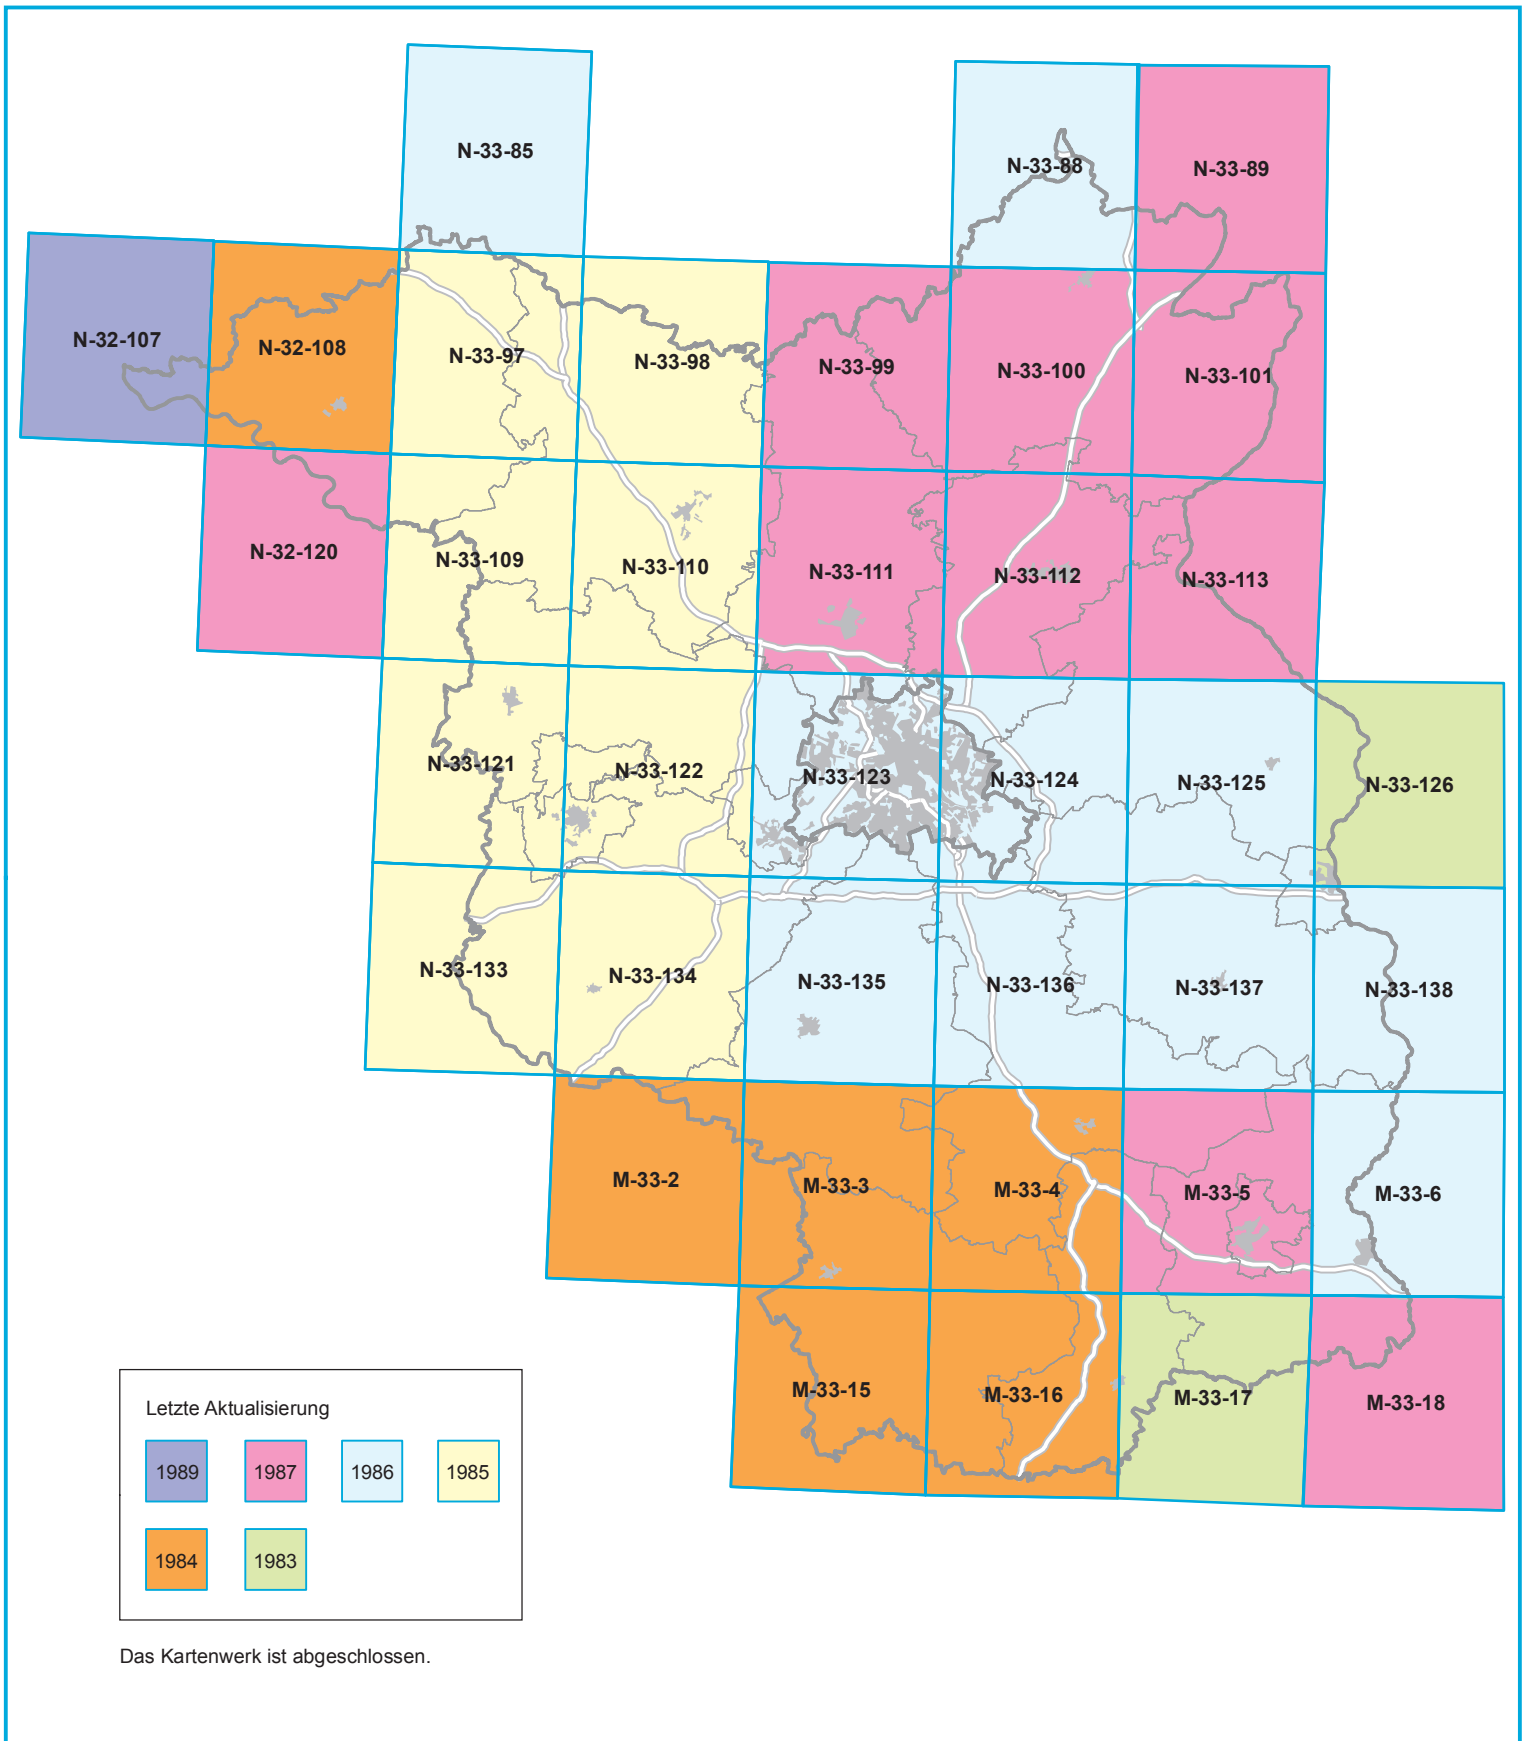 N-33-85
N-33-88
N-33-89
N-32-107
N-32-108
N-33-97
N-33-98
N-33-99
N-33-100
N-33-101
N-32-120
N-33-109
N-33-110
N-33-111
N-33-112
N-33-113
N-33-121
N-33-122
N-33-123
N-33-124
N-33-125
N-33-126
N-33-133
N-33-134
N-33-135
N-33-136
N-33-137
N-33-138
M-33-2
M-33-3
M-33-4
M-33-5
M-33-6
M-33-15
M-33-16
M-33-17
M-33-18
Letzte Aktualisierung
1989 1987 1986 1985
1984 1983
Das Kartenwerk ist abgeschlossen.